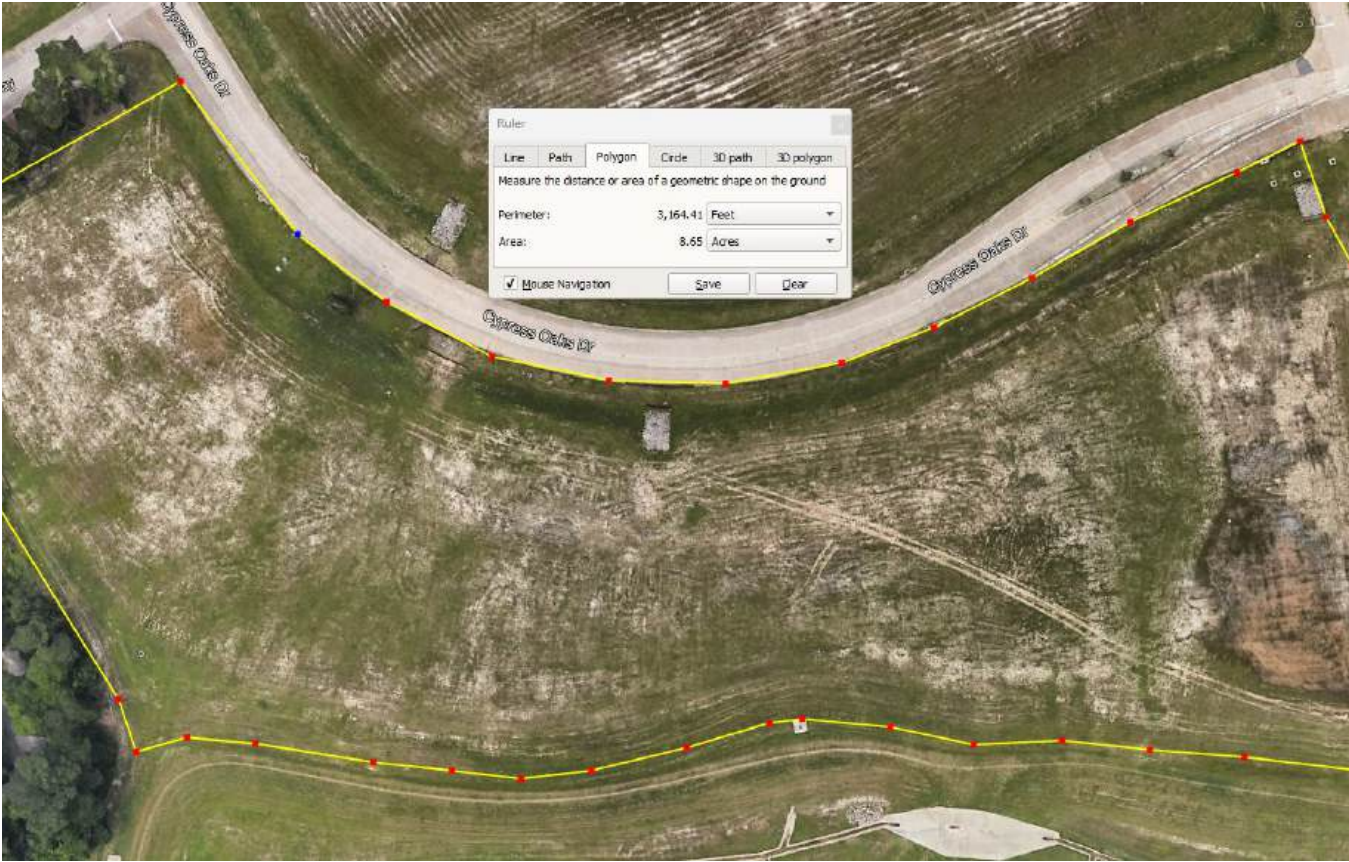 Cypress Oaks Dr
Ruler
Line Path Polygon Circle 3D path 3D polygon
Measure the distance or area of a geometric shape on the ground
Perimeter: 3,164.41 Feet
Area: 8.65 Acres
Mouse Navigation Save Clear
Cypress Oaks Dr
Cypress Oaks Dr